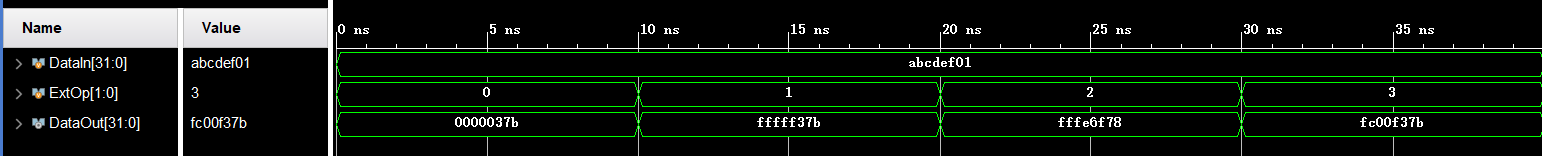 Name Value
0 ns 5 ns 10 ns 15 ns 20 ns 25 ns 30 ns 35 ns
DataIn[31:0] abcdef01 abcdef01
ExtOp[1:0] 3 0 1 2 3
DataOut[31:0] fc00f37b 0000037b fffff37b fffe6f78 fc00f37b